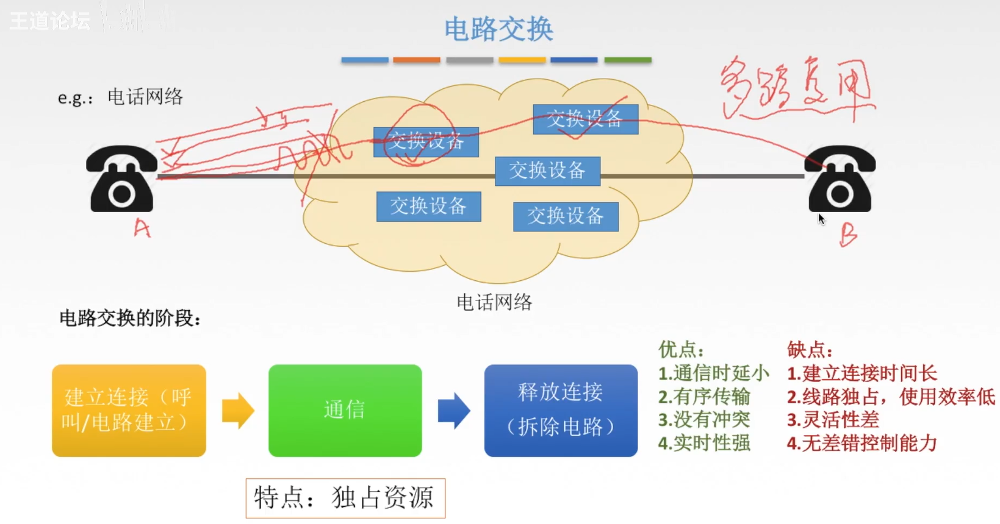 王道论坛
电路交换
多路复用
e.g.：电话网络
交换设备
交换设备
交换设备
交换设备
交换设备
A
B
电话网络
电路交换的阶段：
建立连接（呼
叫/电路建立）
通信
释放连接
（拆除电路）
优点：
1.通信时延小
2.有序传输
3.没有冲突
4.实时性强
缺点：
1.建立连接时间长
2.线路独占，使用效率低
3.灵活性差
4.无差错控制能力
特点：独占资源